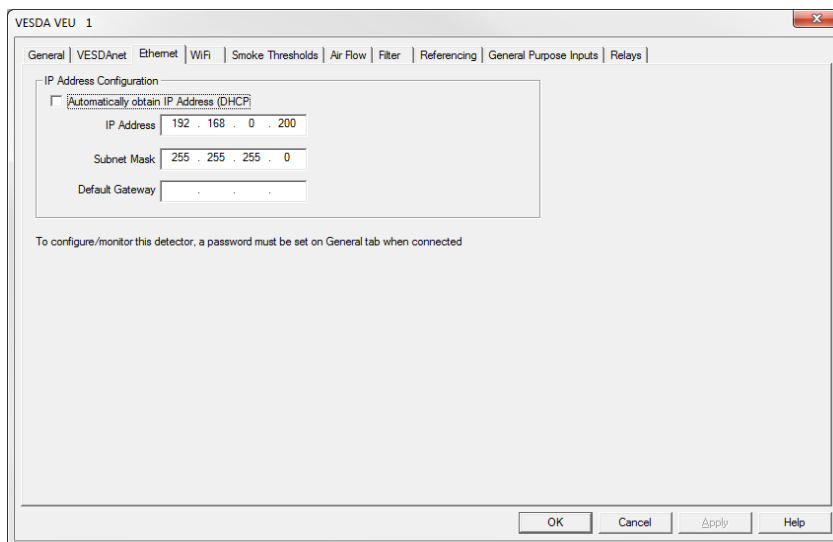 VESDA VEU 1
General VESDAnet Ethernet WiFi Smoke Thresholds Air Flow Filter Referencing General Purpose Inputs Relays
IP Address Configuration
Automatically obtain IP Address (DHCP
IP Address 192 . 168 . 0 . 200
Subnet Mask 255 . 255 . 255 . 0
Default Gateway . . .
To configure/monitor this detector, a password must be set on General tab when connected
OK Cancel Apply Help